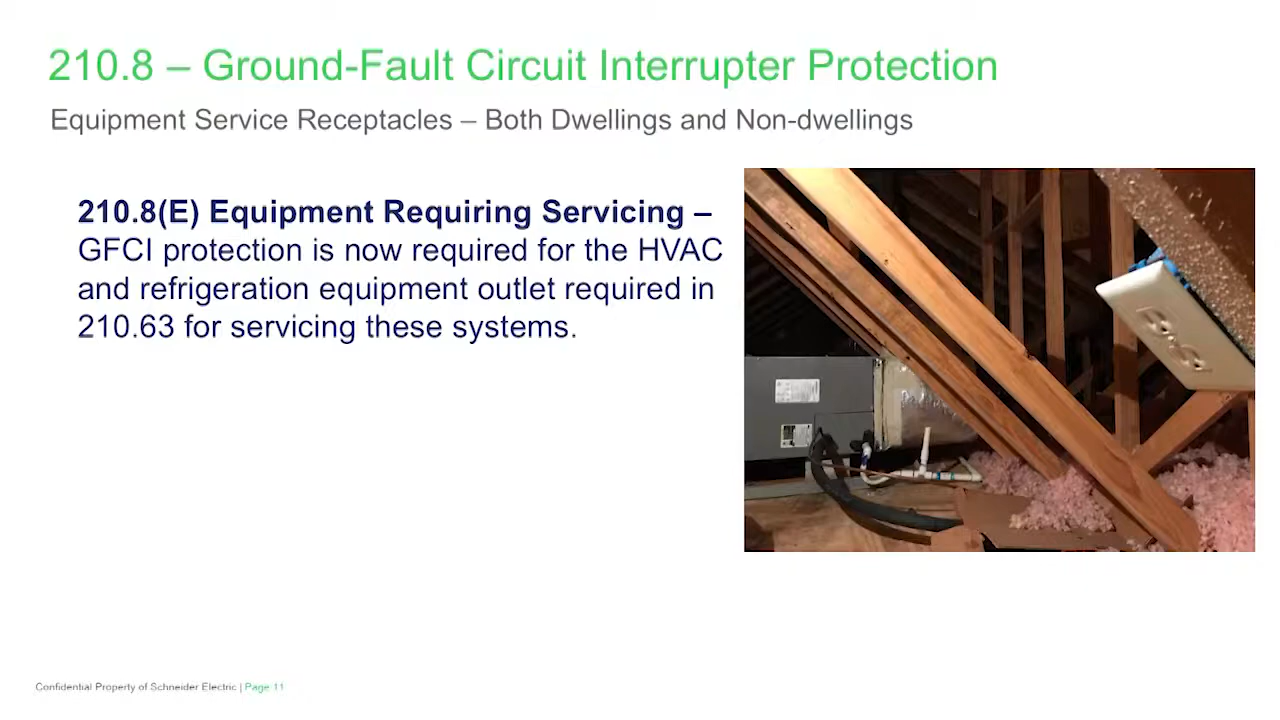 210.8 – Ground-Fault Circuit Interrupter Protection
Equipment Service Receptacles – Both Dwellings and Non-dwellings
210.8(E) Equipment Requiring Servicing –
GFCI protection is now required for the HVAC
and refrigeration equipment outlet required in
210.63 for servicing these systems.
Confidential Property of Schneider Electric | Page 11